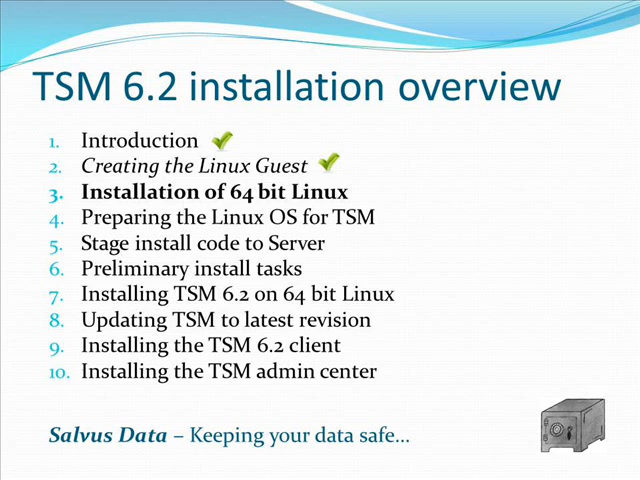 TSM 6.2 installation overview
1. Introduction
2. Creating the Linux Guest
3. Installation of 64 bit Linux
4. Preparing the Linux OS for TSM
5. Stage install code to Server
6. Preliminary install tasks
7. Installing TSM 6.2 on 64 bit Linux
8. Updating TSM to latest revision
9. Installing the TSM 6.2 client
10. Installing the TSM admin center
Salvus Data – Keeping your data safe…